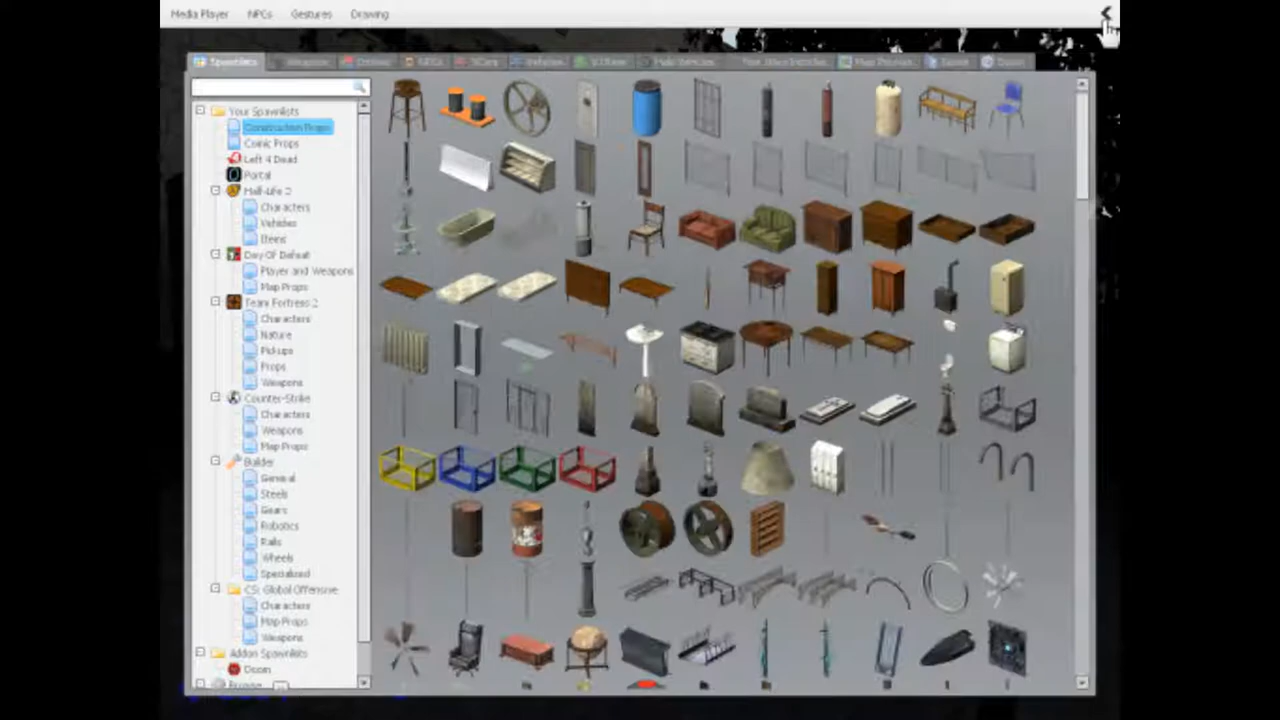 Media Player NPCs Gestures Drawing
Spawnlists Weapons
Your Spawnlists
Construction Props
Comic Props
Left 4 Dead
Portal
Half-Life 2
Characters
Vehicles
Items
Day Of Defeat
Player and Weapons
Map Props
Team Fortress 2
Characters
Nature
Pickups
Props
Weapons
Counter-Strike
Characters
Weapons
Map Props
Builder
General
Steels
Gears
Robotics
Rails
Wheels
Specialized
CS: Global Offensive
Characters
Map Props
Weapons
Addon Spawnlists
Doom